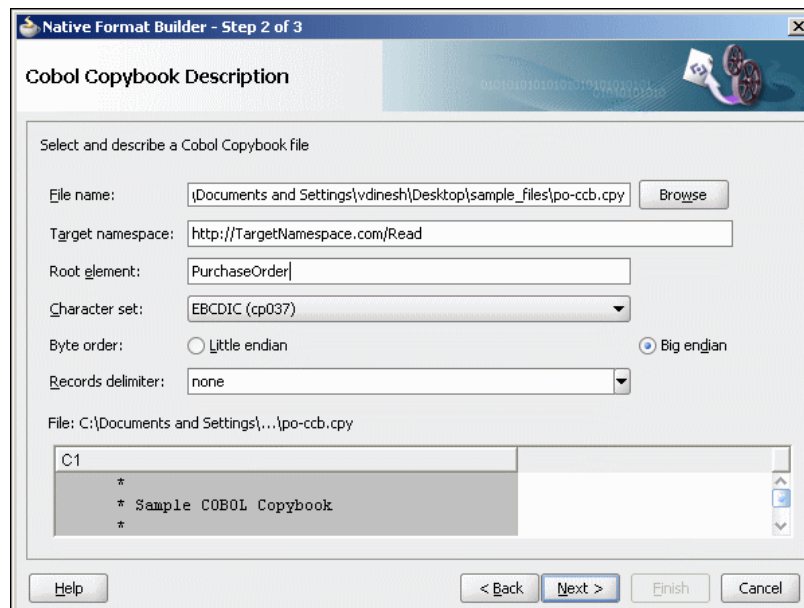 Native Format Builder - Step 2 of 3
Cobol Copybook Description
01010101010101010101010101
010101010101
Select and describe a Cobol Copybook file
File name: \Documents and Settings\vdinesh\Desktop\sample_files\po-ccb.cpy Browse
Target namespace: http://TargetNamespace.com/Read
Root element: PurchaseOrder
Character set: EBCDIC (cp037)
Byte order: Little endian Big endian
Records delimiter: none
File: C:\Documents and Settings\...\po-ccb.cpy
C1
*
* Sample COBOL Copybook
*
Help < Back Next > Finish Cancel